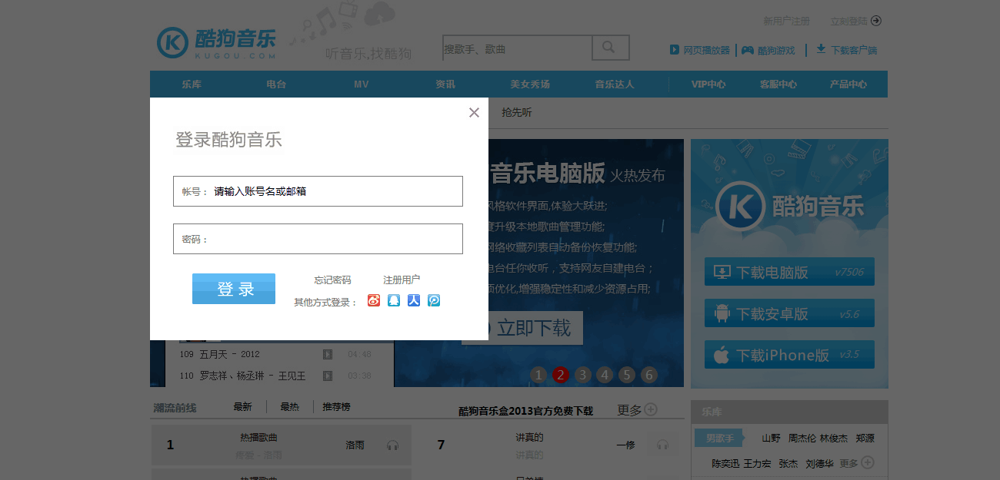 新用户注册 立刻登陆
酷狗音乐
KUGOU.COM
听音乐,找酷狗
搜歌手、歌曲
网页播放器 酷狗游戏 下载客户端
乐库 电台 MV 资讯 美女秀场 音乐达人 VIP中心 客服中心 产品中心
抢先听
登录酷狗音乐
帐号： 请输入账号名或邮箱
密码：
登 录
忘记密码 注册用户
其他方式登录：
音乐电脑版 火热发布
风格软件界面,体验大跃进;
度升级本地歌曲管理功能;
网络收藏列表自动备份恢复功能;
电台任你收听，支持网友自建电台；
项优化,增强稳定性和减少资源占用;
立即下载
1 2 3 4 5 6
109 五月天 - 2012 04:48
110 罗志祥、杨丞琳 - 王见王 03:38
K 酷狗音乐
下载电脑版 v7506
下载安卓版 v5.6
下载iPhone版 v3.5
潮流前线 最新 最热 推荐榜
酷狗音乐盒2013官方免费下载 更多
1 热播歌曲 洛雨
夜爱 - 洛雨
7 讲真的 一修
讲真的
热播歌曲
乐库
男歌手 山野 周杰伦 林俊杰 郑源
陈奕迅 王力宏 张杰 刘德华 更多